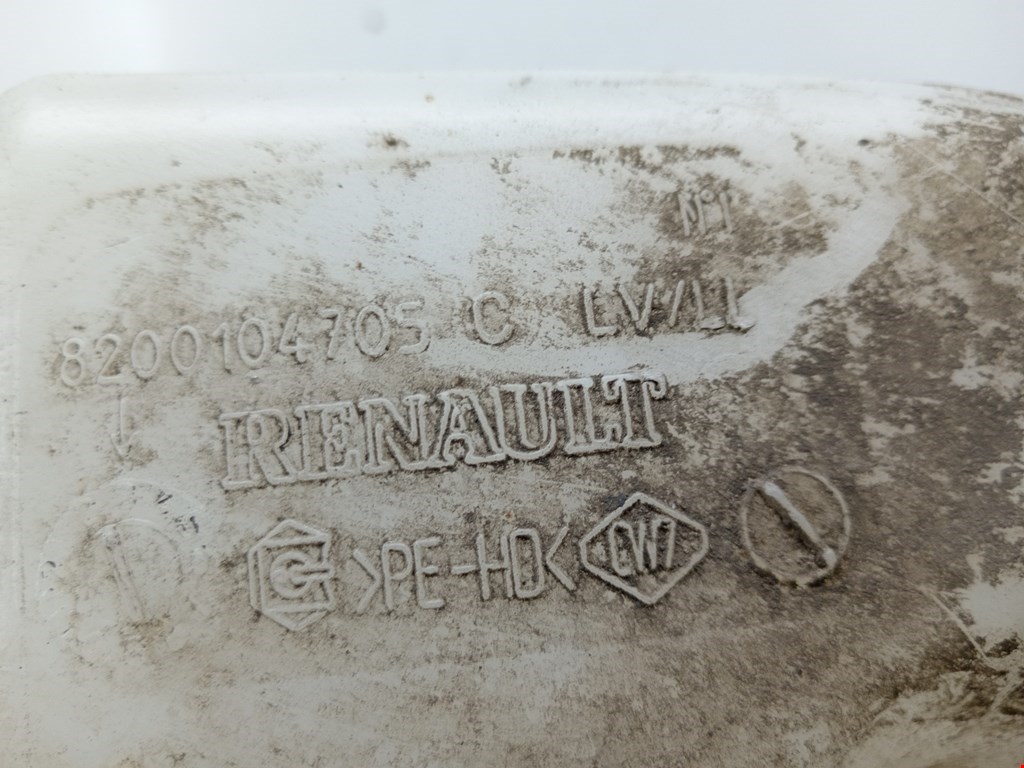 N°1
8200104705 C LV/LL
RENAULT
>PE-HD<